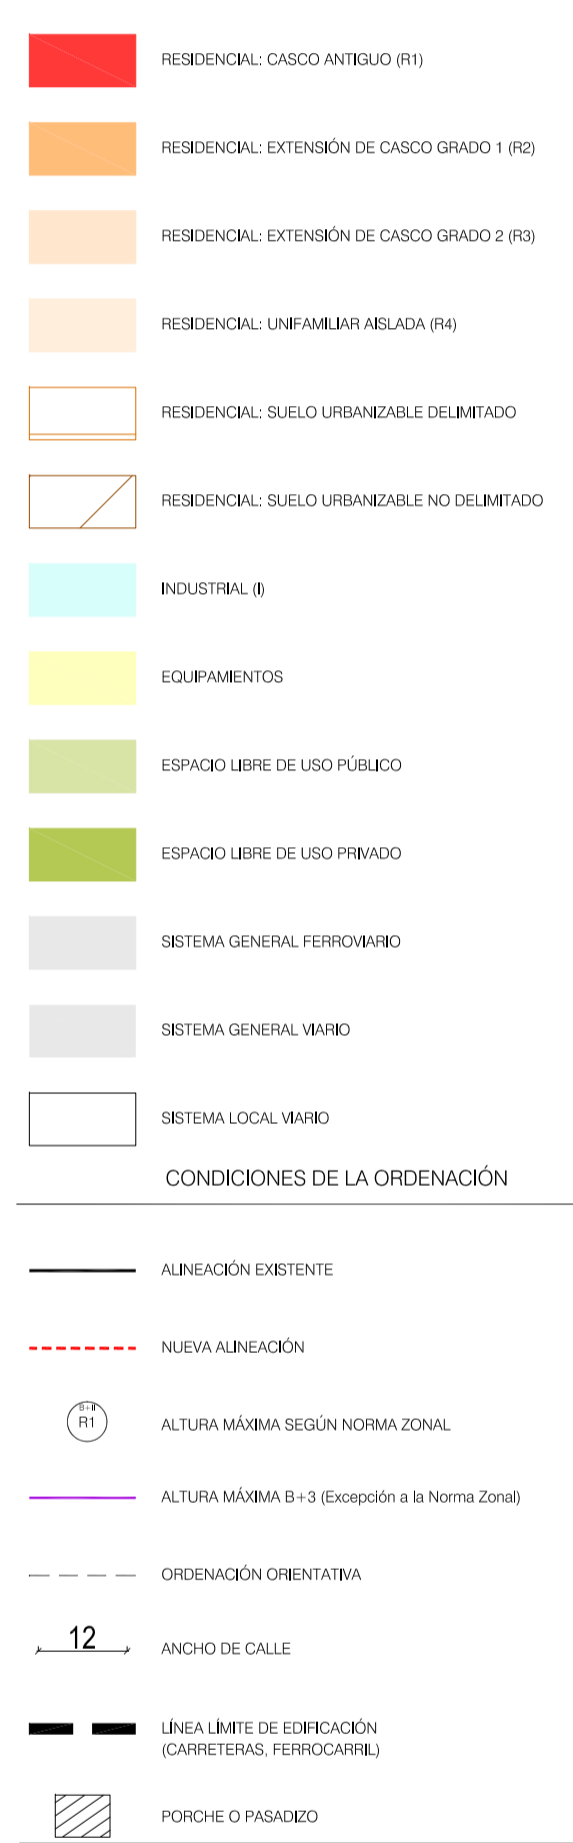 RESIDENCIAL: CASCO ANTIGUO (R1)
RESIDENCIAL: EXTENSIÓN DE CASCO GRADO 1 (R2)
RESIDENCIAL: EXTENSIÓN DE CASCO GRADO 2 (R3)
RESIDENCIAL: UNIFAMILIAR AISLADA (R4)
RESIDENCIAL: SUELO URBANIZABLE DELIMITADO
RESIDENCIAL: SUELO URBANIZABLE NO DELIMITADO
INDUSTRIAL (I)
EQUIPAMIENTOS
ESPACIO LIBRE DE USO PÚBLICO
ESPACIO LIBRE DE USO PRIVADO
SISTEMA GENERAL FERROVIARIO
SISTEMA GENERAL VIARIO
SISTEMA LOCAL VIARIO
CONDICIONES DE LA ORDENACIÓN
ALINEACIÓN EXISTENTE
NUEVA ALINEACIÓN
B+II
R1
ALTURA MÁXIMA SEGÚN NORMA ZONAL
ALTURA MÁXIMA B+3 (Excepción a la Norma Zonal)
ORDENACIÓN ORIENTATIVA
12
ANCHO DE CALLE
LÍNEA LÍMITE DE EDIFICACIÓN
(CARRETERAS, FERROCARRIL)
PORCHE O PASADIZO